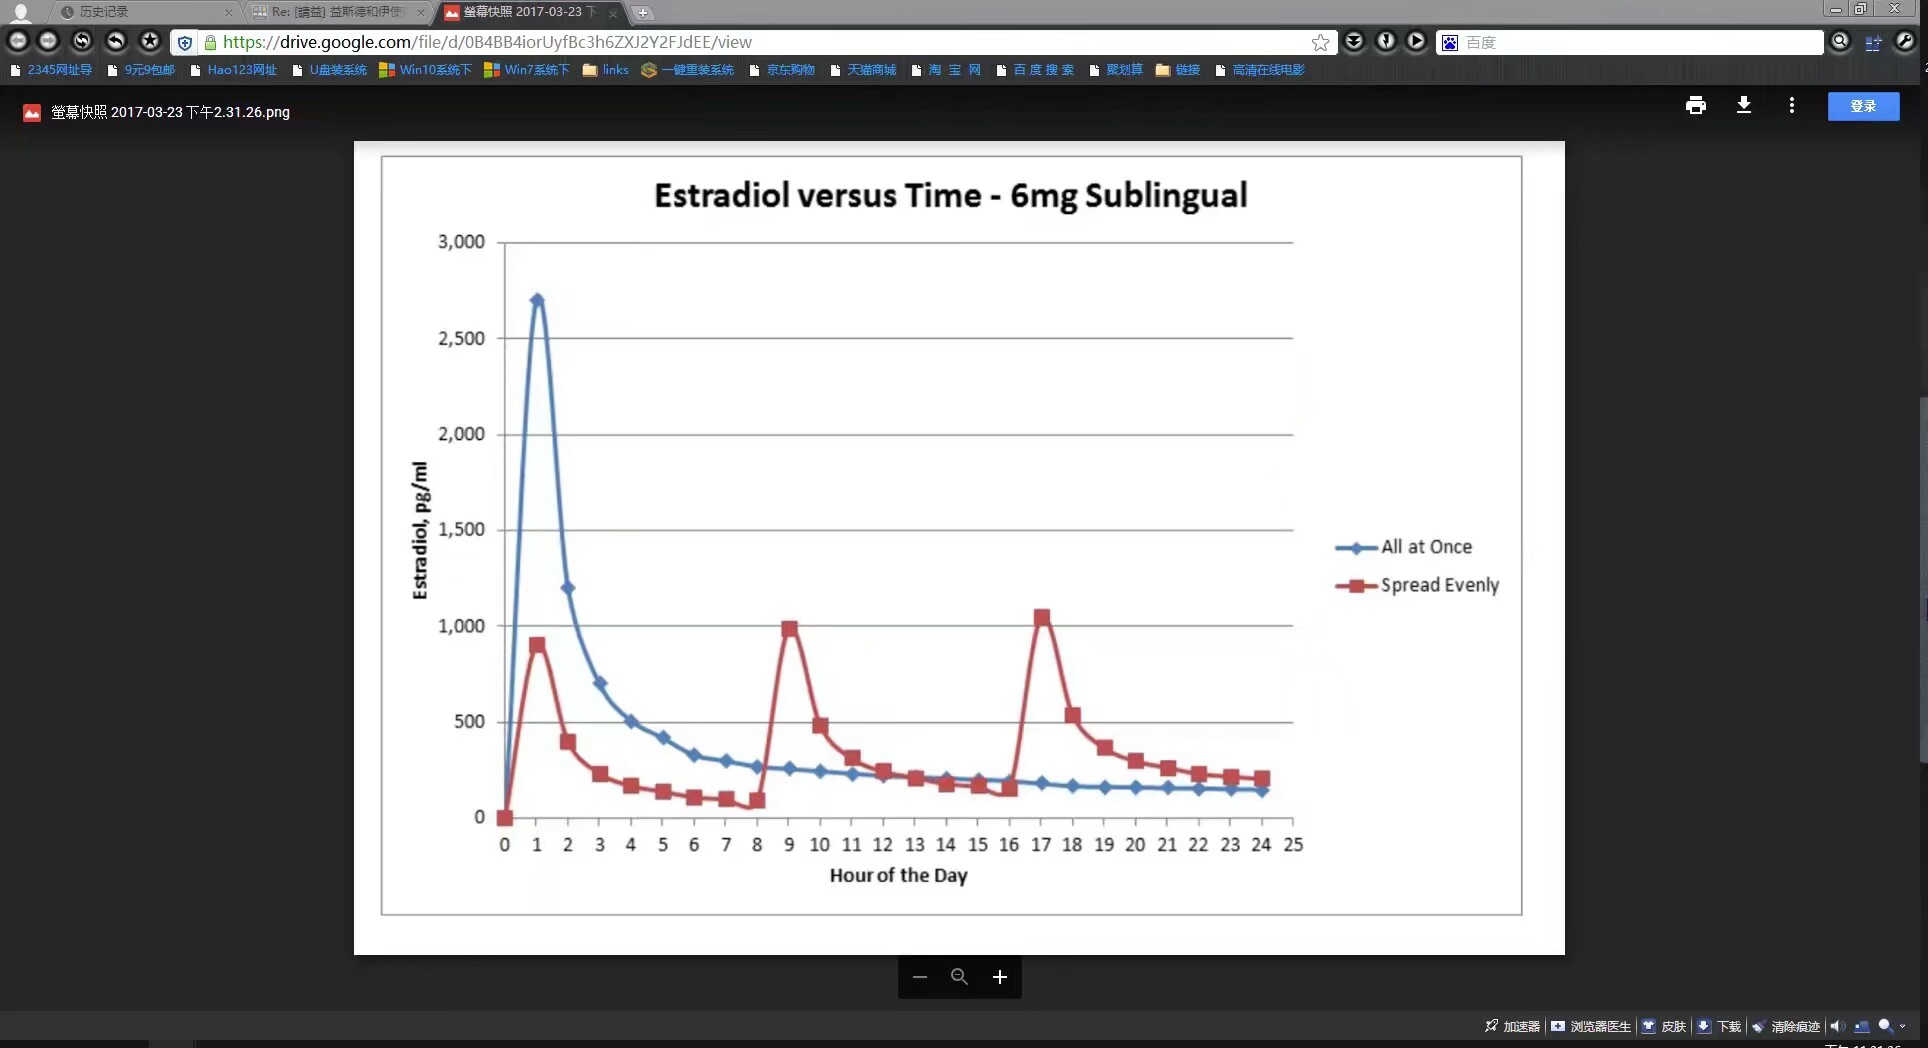 历史记录
Re: [請益] 益斯德和伊使
螢幕快照 2017-03-23 下
https://drive.google.com/file/d/0B4BB4iorUyfBc3h6ZXJ2Y2FJdEE/view
百度
2345网址导 9元9包邮 Hao123网址 U盘装系统 Win10系统下 Win7系统下 links 一键重装系统 京东购物 天猫商城 淘 宝 网 百 度 搜 索 聚划算 链接 高清在线电影
螢幕快照 2017-03-23 下午2.31.26.png
登录
Estradiol versus Time - 6mg Sublingual
3,000
2,500
2,000
1,500
1,000
500
0
Estradiol, pg/ml
All at Once
Spread Evenly
0 1 2 3 4 5 6 7 8 9 10 11 12 13 14 15 16 17 18 19 20 21 22 23 24 25
Hour of the Day
加速器 浏览器医生 皮肤 下载 清除痕迹